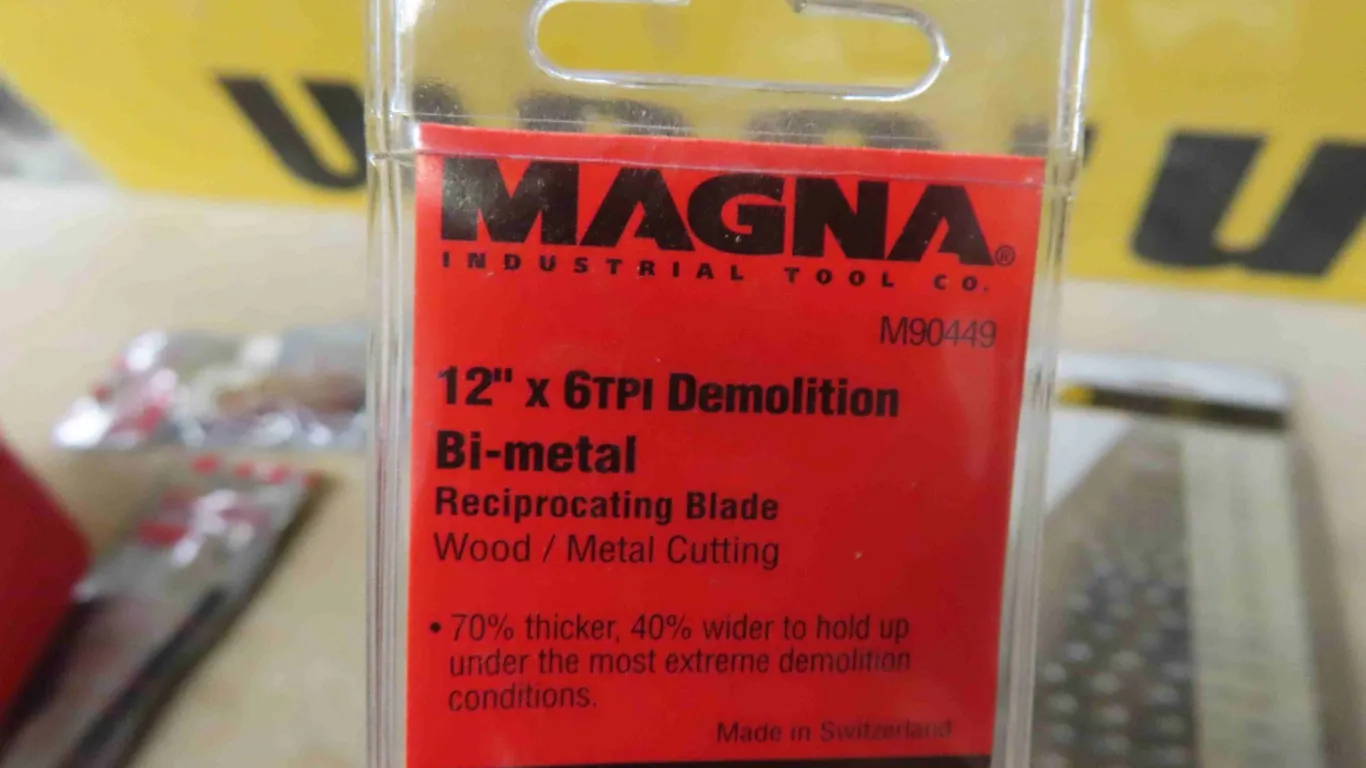 MAGNA®
INDUSTRIAL TOOL CO.
M90449
12" x 6TPI Demolition
Bi-metal
Reciprocating Blade
Wood / Metal Cutting
• 70% thicker, 40% wider to hold up
under the most extreme demolition
conditions.
Made in Switzerland